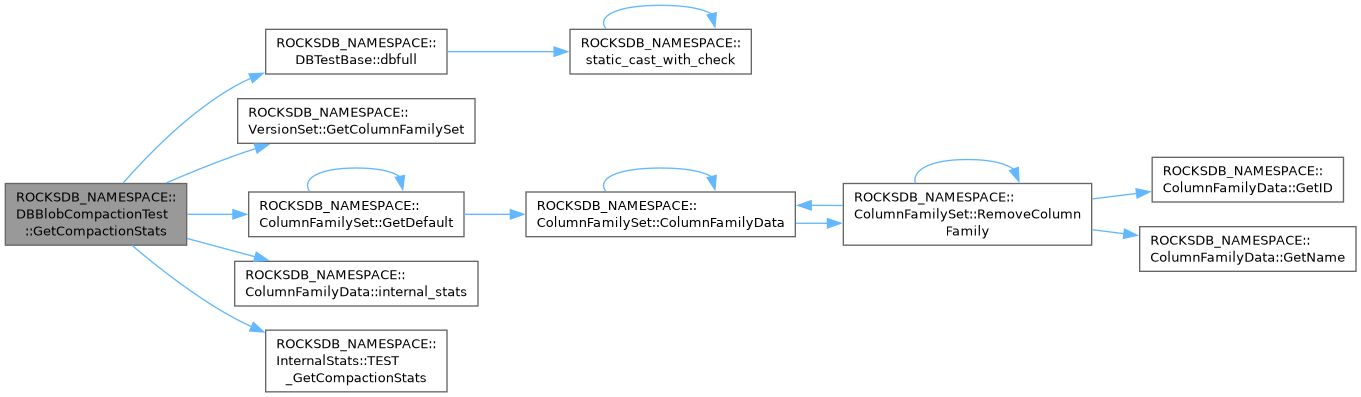 ROCKSDB_NAMESPACE::
DBBlobCompactionTest
::GetCompactionStats
ROCKSDB_NAMESPACE::
DBTestBase::dbfull
ROCKSDB_NAMESPACE::
static_cast_with_check
ROCKSDB_NAMESPACE::
VersionSet::GetColumnFamilySet
ROCKSDB_NAMESPACE::
ColumnFamilySet::GetDefault
ROCKSDB_NAMESPACE::
ColumnFamilySet::ColumnFamilyData
ROCKSDB_NAMESPACE::
ColumnFamilySet::RemoveColumn
Family
ROCKSDB_NAMESPACE::
ColumnFamilyData::GetID
ROCKSDB_NAMESPACE::
ColumnFamilyData::GetName
ROCKSDB_NAMESPACE::
ColumnFamilyData::internal_stats
ROCKSDB_NAMESPACE::
InternalStats::TEST
_GetCompactionStats